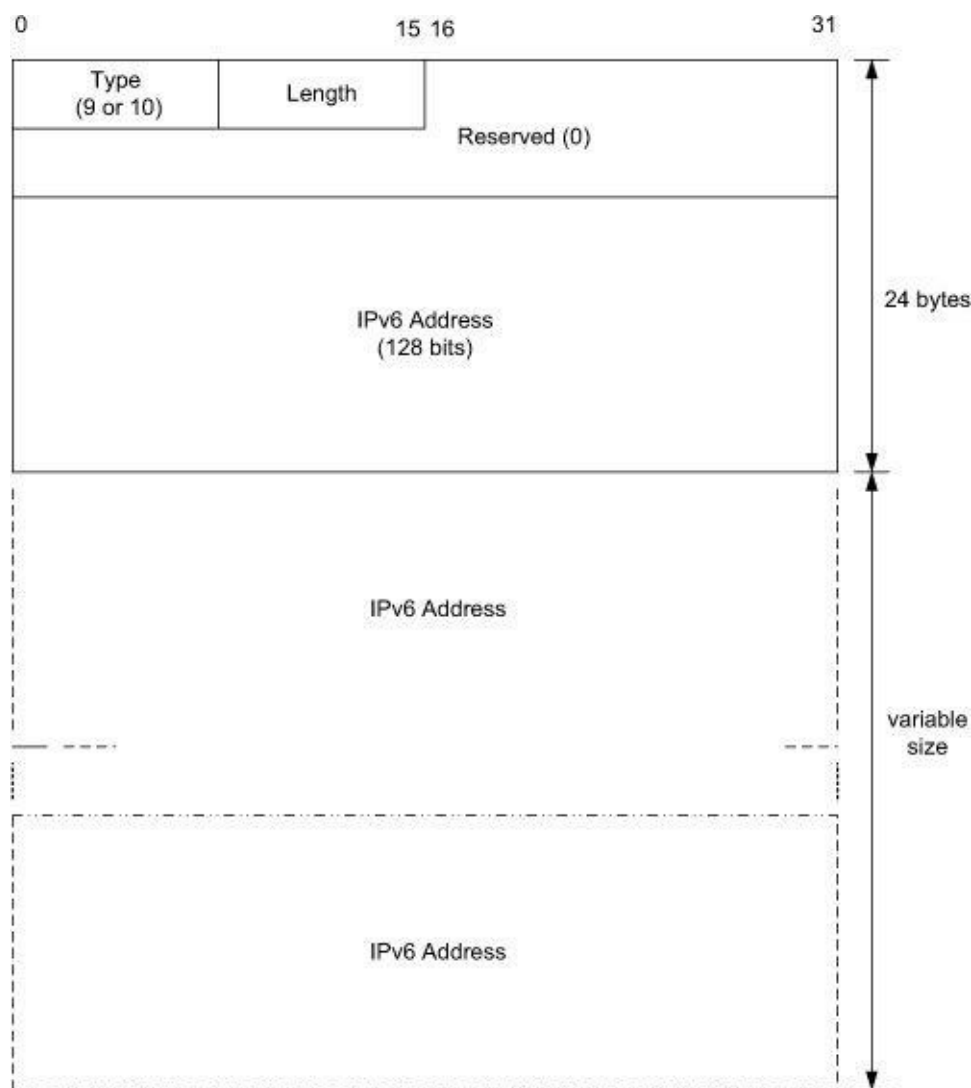 0
15 16
31
Type
(9 or 10)
Length
Reserved (0)
IPv6 Address
(128 bits)
24 bytes
IPv6 Address
variable
size
IPv6 Address